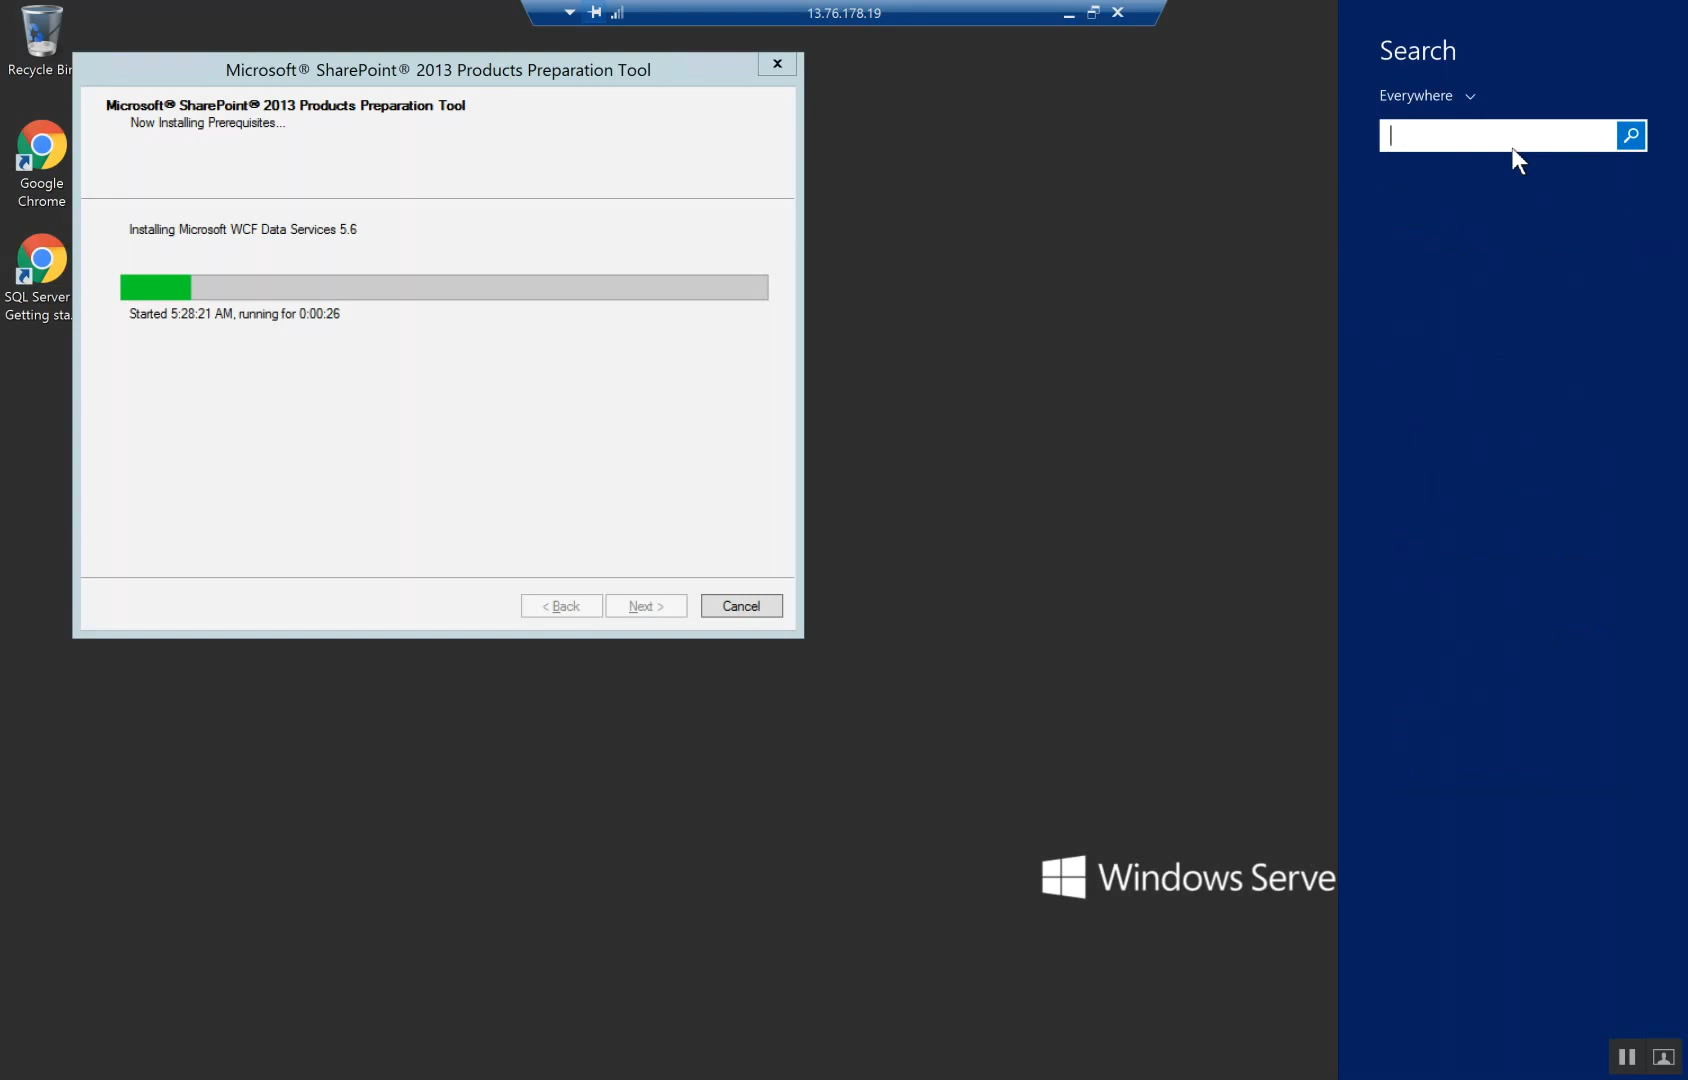 13.76.178.19
Recycle Bin
Google
Chrome
SQL Server
Getting sta...
Microsoft® SharePoint® 2013 Products Preparation Tool
Microsoft® SharePoint® 2013 Products Preparation Tool
Now Installing Prerequisites...
Installing Microsoft WCF Data Services 5.6
Started 5:28:21 AM, running for 0:00:26
< Back
Next >
Cancel
Search
Everywhere
Windows Serve